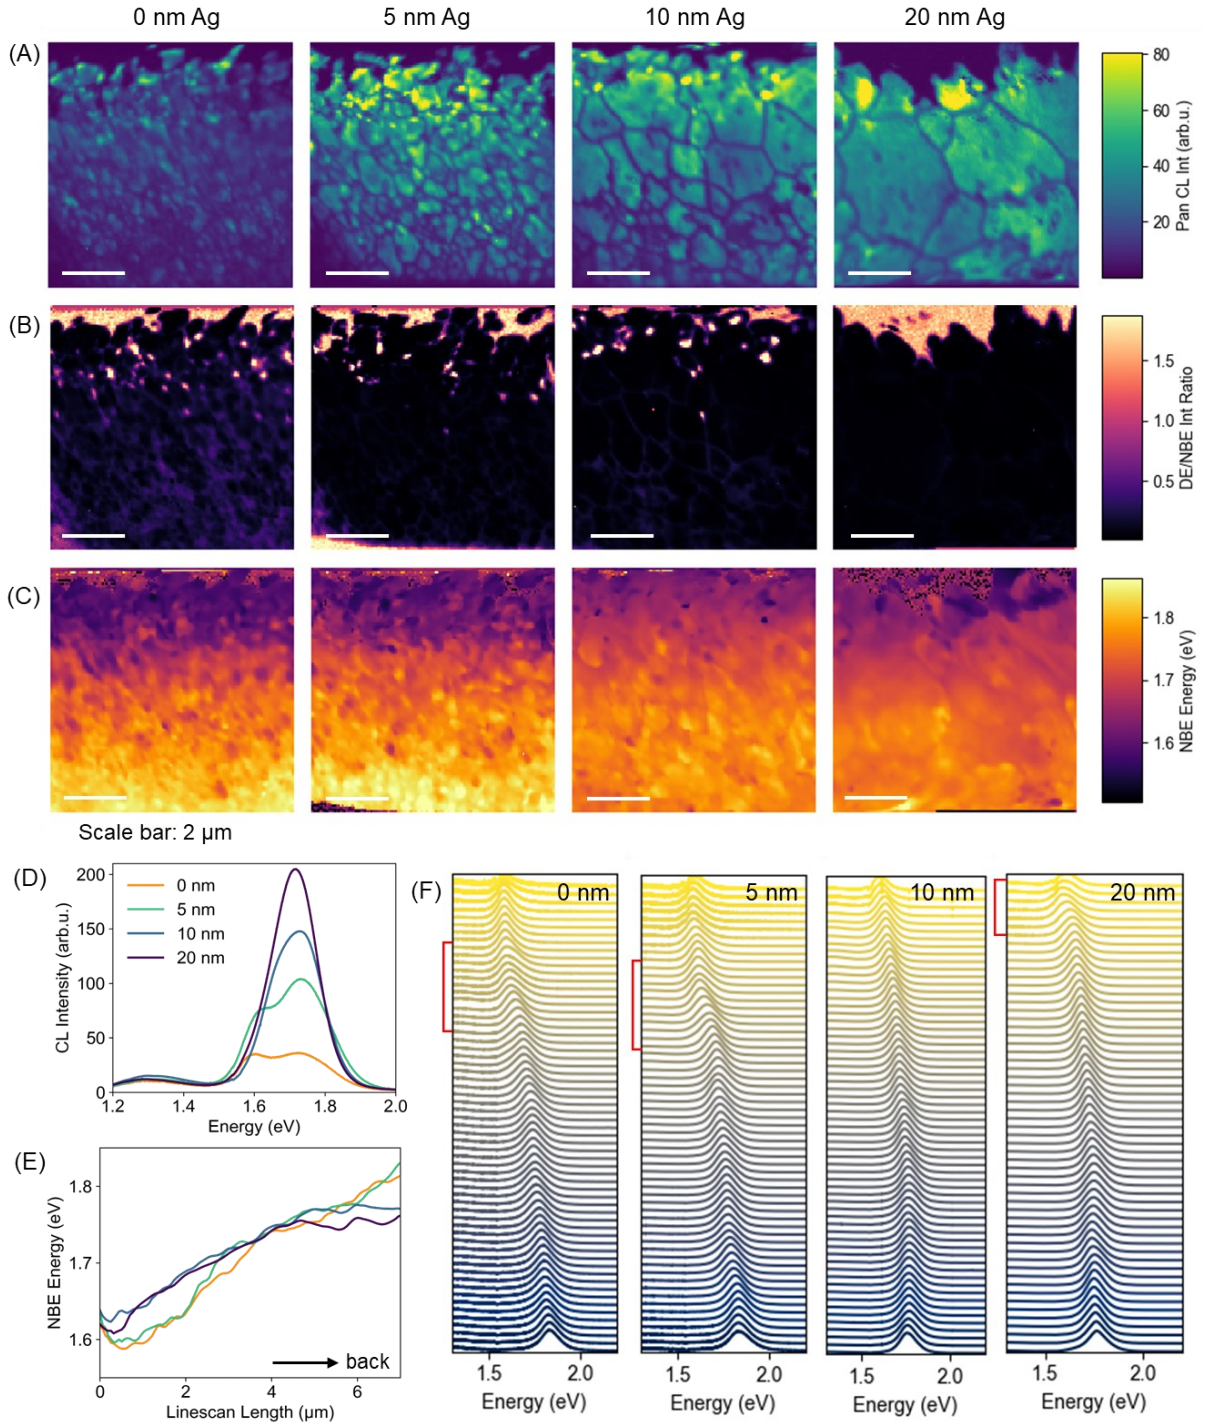 0 nm Ag 5 nm Ag 10 nm Ag 20 nm Ag
(A)
80
60
40
20
Pan CL Int (arb.u.)
(B)
1.5
1.0
0.5
DE/NBE Int Ratio
(C)
1.8
1.7
1.6
NBE Energy (eV)
Scale bar: 2 µm
(D)
200
150
100
50
0
CL Intensity (arb.u.)
0 nm
5 nm
10 nm
20 nm
1.2 1.4 1.6 1.8 2.0
Energy (eV)
(E)
1.8
1.7
1.6
NBE Energy (eV)
back
0 2 4 6
Linescan Length (µm)
(F)
0 nm 5 nm 10 nm 20 nm
1.5 2.0 1.5 2.0 1.5 2.0 1.5 2.0
Energy (eV) Energy (eV) Energy (eV) Energy (eV)